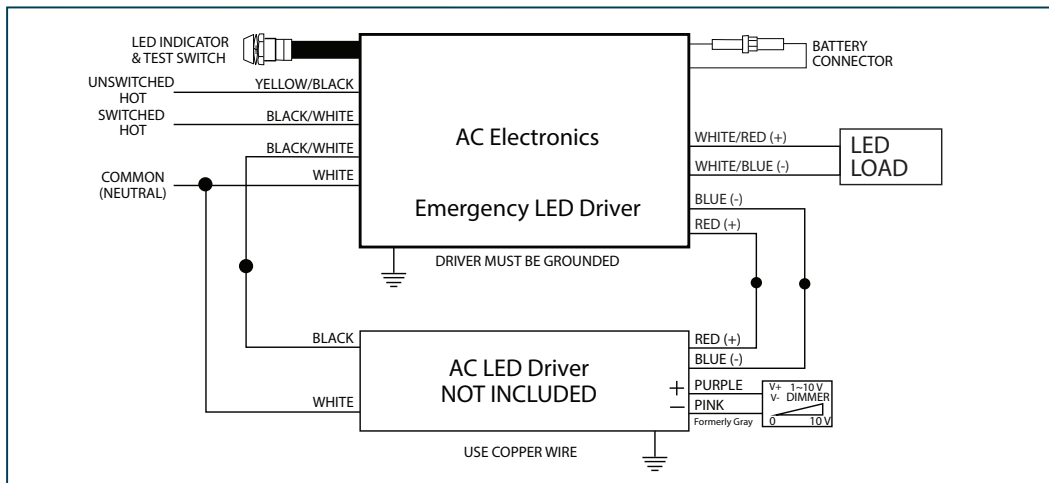 LED INDICATOR
& TEST SWITCH
BATTERY
CONNECTOR
UNSWITCHED
HOT
YELLOW/BLACK
SWITCHED
HOT
BLACK/WHITE
BLACK/WHITE
COMMON
(NEUTRAL)
WHITE
AC Electronics
Emergency LED Driver
WHITE/RED (+)
WHITE/BLUE (-)
LED
LOAD
BLUE (-)
RED (+)
DRIVER MUST BE GROUNDED
BLACK
WHITE
AC LED Driver
NOT INCLUDED
RED (+)
BLUE (-)
+ PURPLE
− PINK
Formerly Gray
V+ 1~10 V
V- DIMMER
0 10 V
USE COPPER WIRE